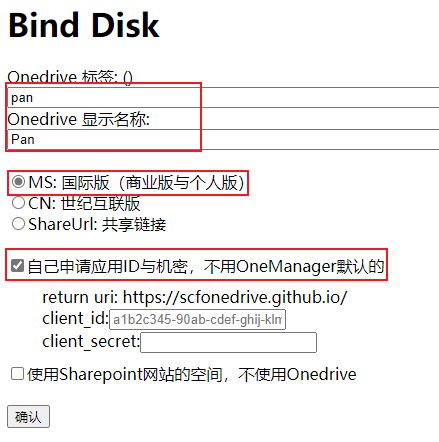 Bind Disk
Onedrive 标签: ()
pan
Onedrive 显示名称:
Pan
MS: 国际版（商业版与个人版）
CN: 世纪互联版
ShareUrl: 共享链接
自己申请应用ID与机密，不用OneManager默认的
return uri: https://scfonedrive.github.io/
client_id: a1b2c345-90ab-cdef-ghij-klm
client_secret:
使用Sharepoint网站的空间，不使用Onedrive
确认